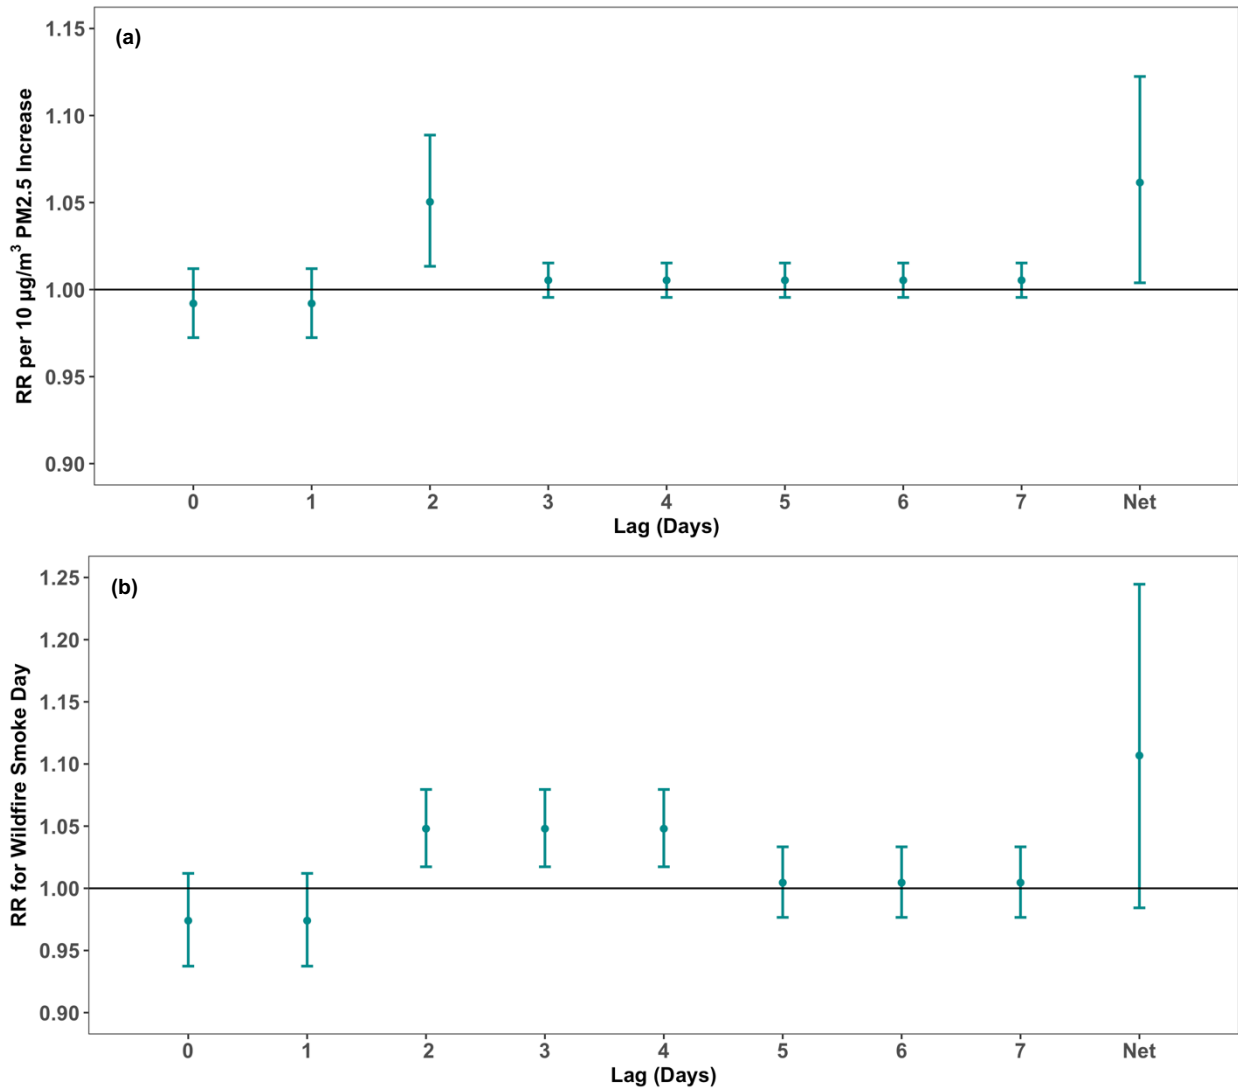 (a)
RR per 10 µg/m³ PM2.5 Increase
1.15
1.10
1.05
1.00
0.95
0.90
0 1 2 3 4 5 6 7 Net
Lag (Days)
(b)
RR for Wildfire Smoke Day
1.25
1.20
1.15
1.10
1.05
1.00
0.95
0.90
0 1 2 3 4 5 6 7 Net
Lag (Days)